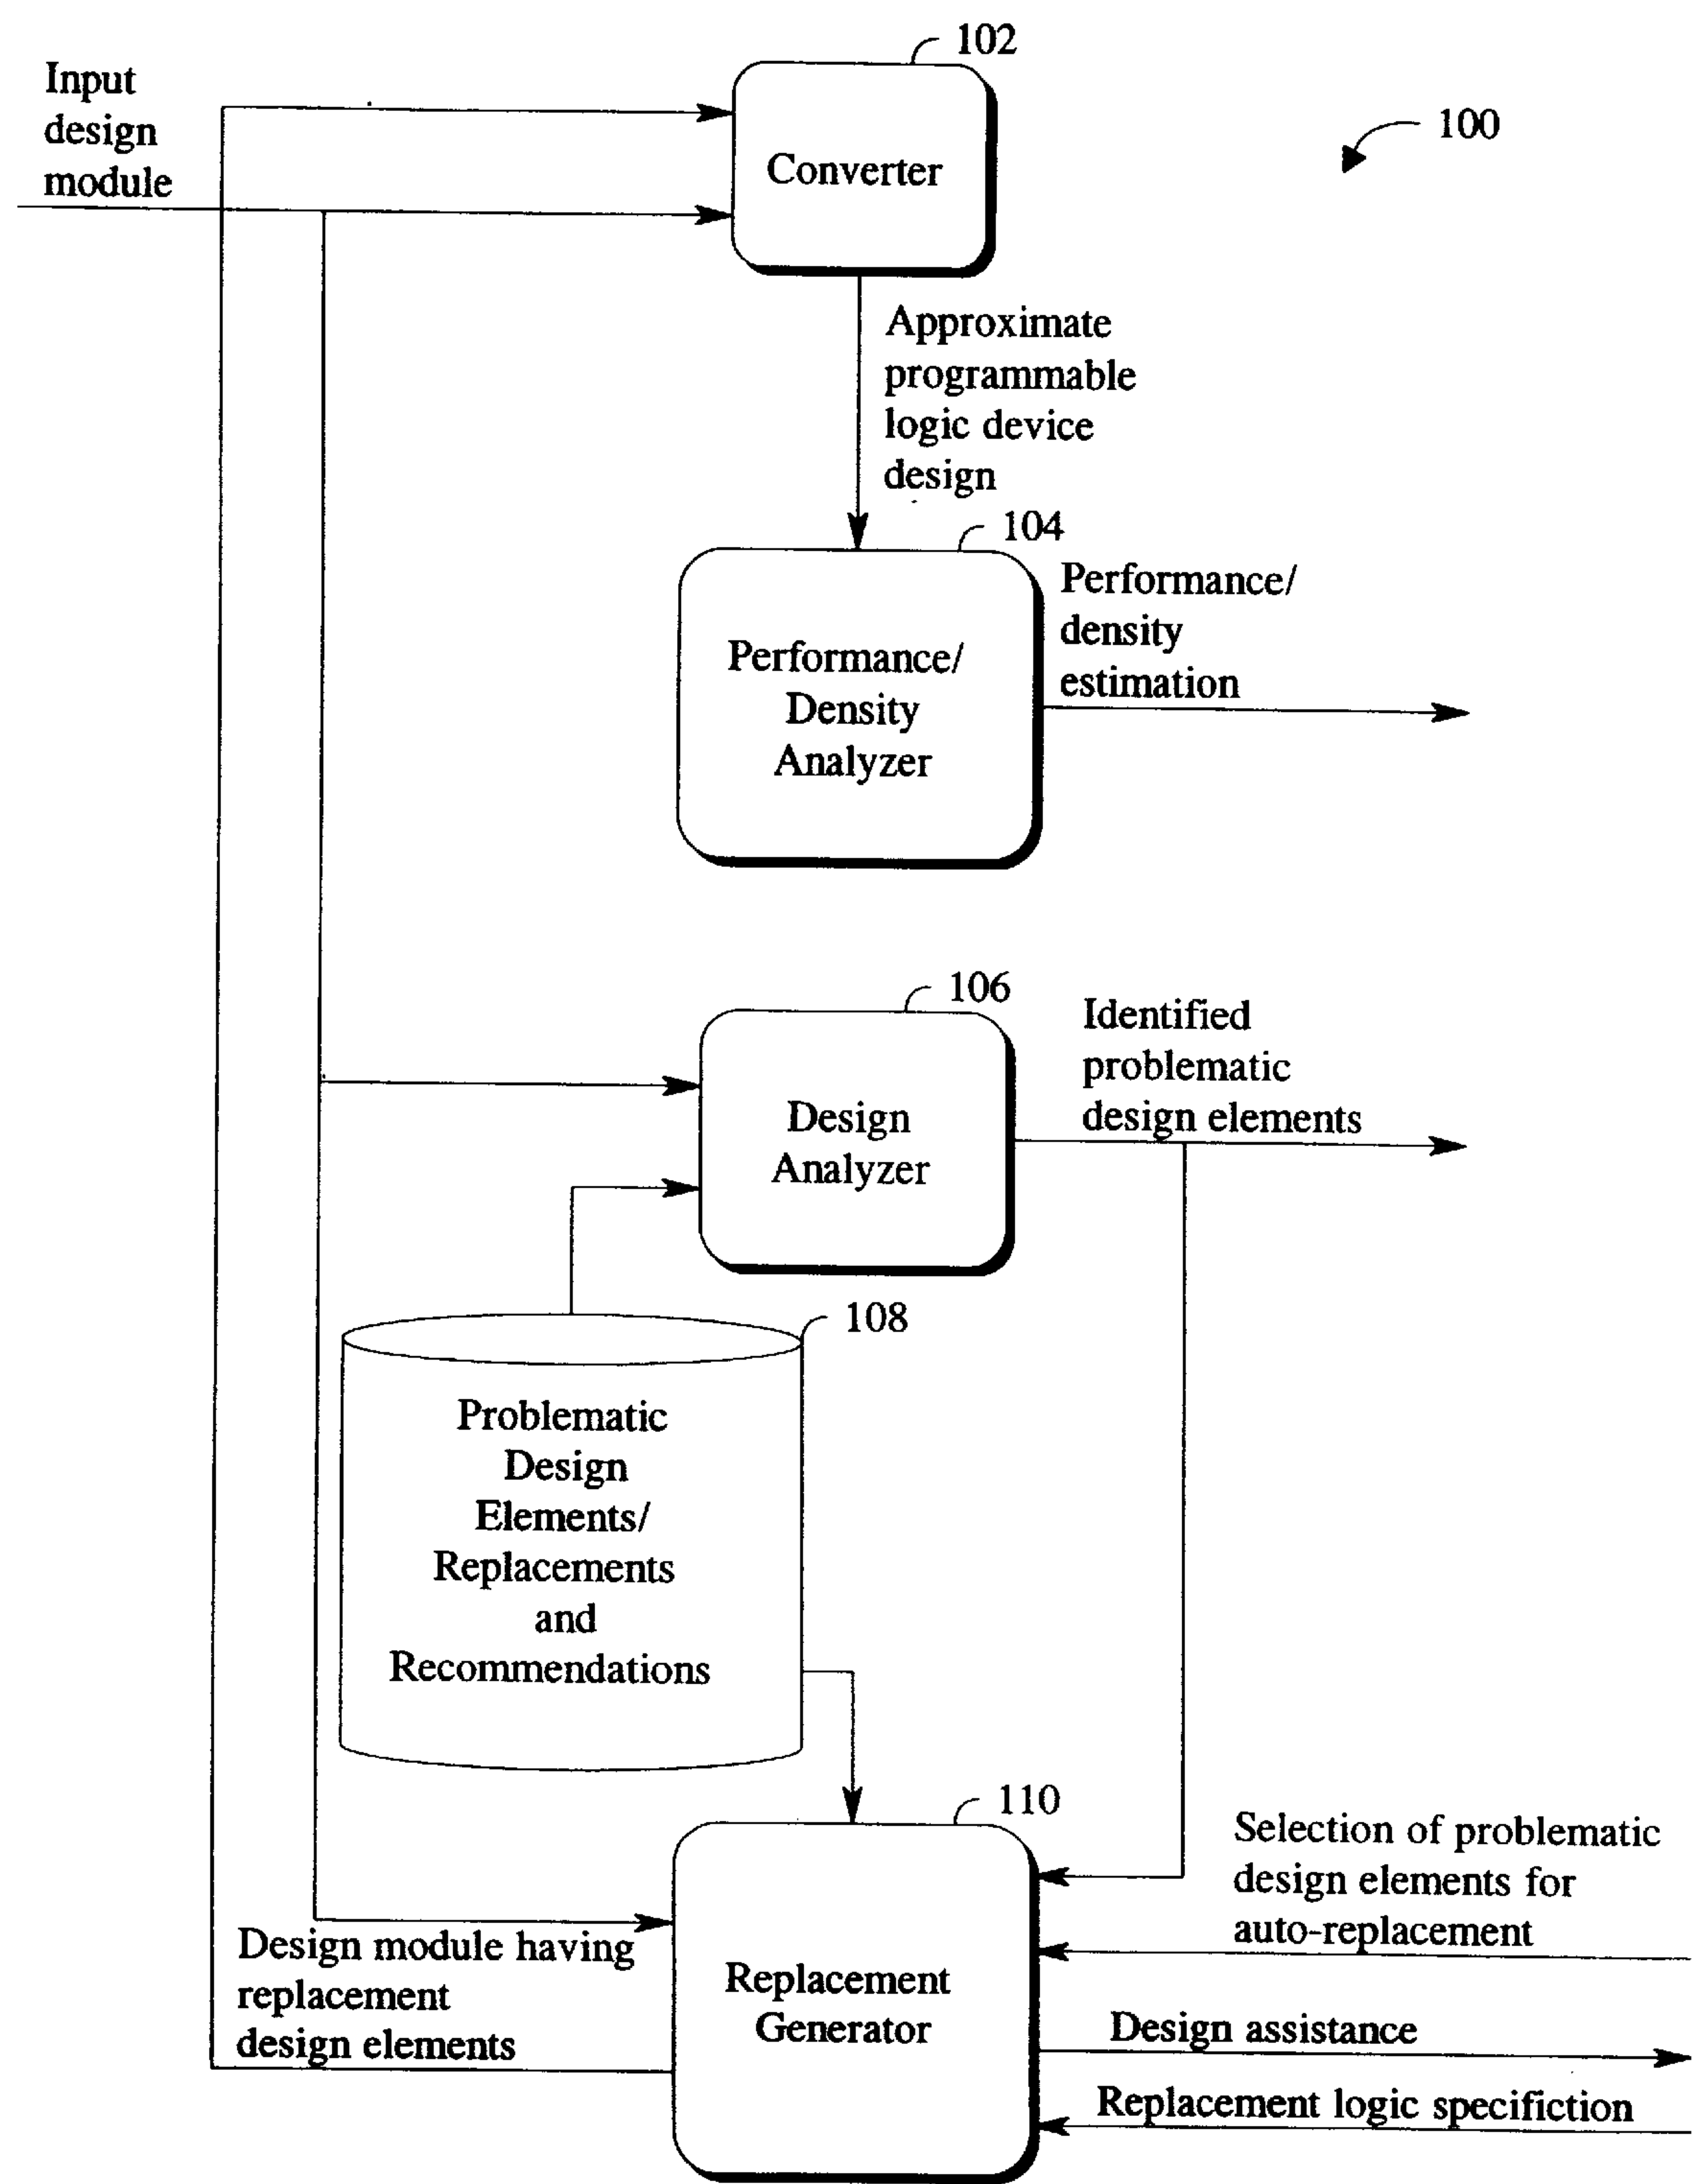 102
Input
design
module
100
Converter
Approximate
programmable
logic device
design
104
Performance/
density
estimation
Performance/
Density
Analyzer
106
Identified
problematic
design elements
Design
Analyzer
108
Problematic
Design
Elements/
Replacements
and
Recommendations
110
Selection of problematic
design elements for
auto-replacement
Design module having
replacement
design elements
Replacement
Generator
Design assistance
Replacement logic specifiction